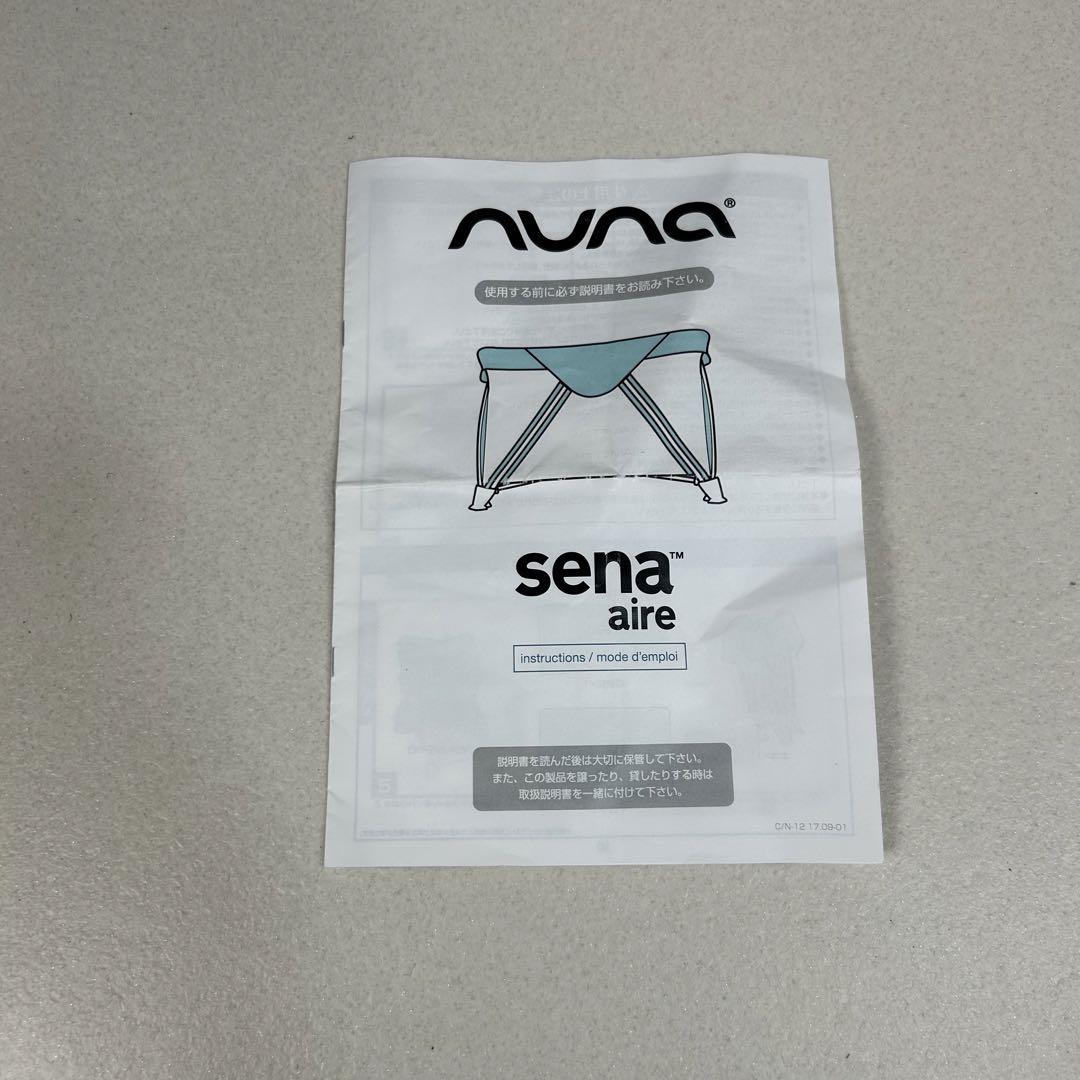 nuna®
使用する前に必ず説明書をお読み下さい。
sena™
aire
instructions / mode d'emploi
説明書を読んだ後は大切に保管して下さい。
また、この製品を譲ったり、貸したりする時は
取扱説明書を一緒に付けて下さい。
C/N-12 17.09-01